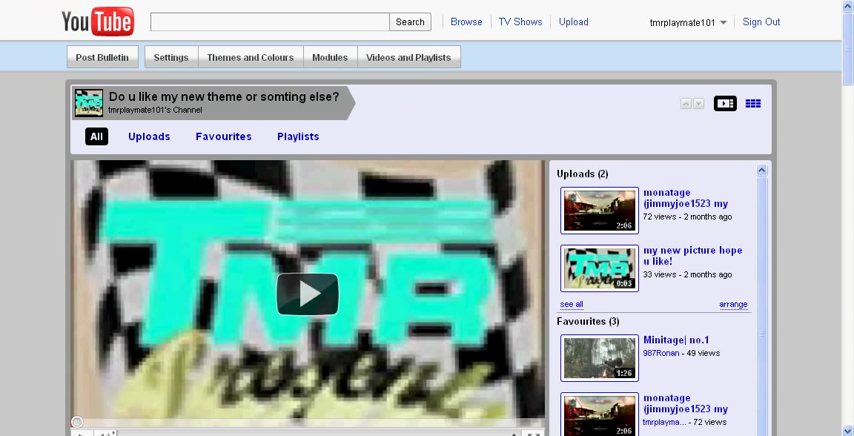 YouTube
Search
Browse
TV Shows
Upload
tmrplaymate101
Sign Out
Post Bulletin
Settings
Themes and Colours
Modules
Videos and Playlists
Do u like my new theme or somting else?
tmrplaymate101's Channel
All
Uploads
Favourites
Playlists
TMR
Presents
Uploads (2)
monatage
(jimmyjoe1523 my
72 views - 2 months ago
2:06
my new picture hope
u like!
33 views - 2 months ago
0:03
see all
arrange
Favourites (3)
Minitage| no.1
987Ronan - 49 views
1:26
monatage
(jimmyjoe1523 my
tmrplayma... - 72 views
2:06